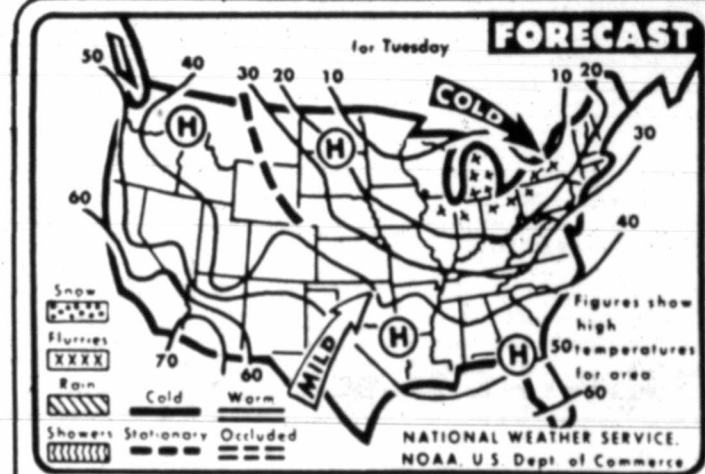 FORECAST
for Tuesday
50 40 30 20 10 COLD 10 20
H H 30
60 40
Snow
Flurries
Rain
Showers
70 60
MILD
H H
Figures show
high
50 temperatures
for area
60
Cold Warm
Stationary Occluded
NATIONAL WEATHER SERVICE.
NOAA, U.S. Dept. of Commerce